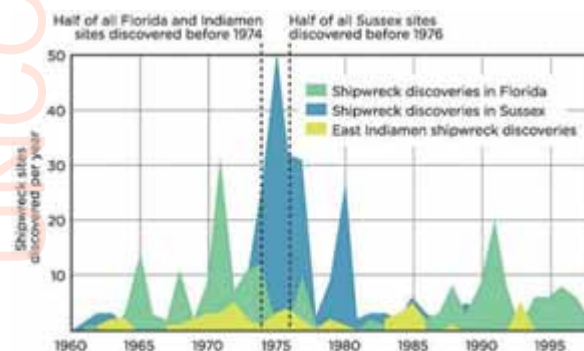 Half of all Florida and Indiamen
sites discovered before 1974
Half of all Sussex sites
discovered before 1976
Shipwreck sites
discovered per year
50
40
30
20
10
Shipwreck discoveries in Florida
Shipwreck discoveries in Sussex
East Indiamen shipwreck discoveries
1960
1965
1970
1975
1980
1985
1990
1995